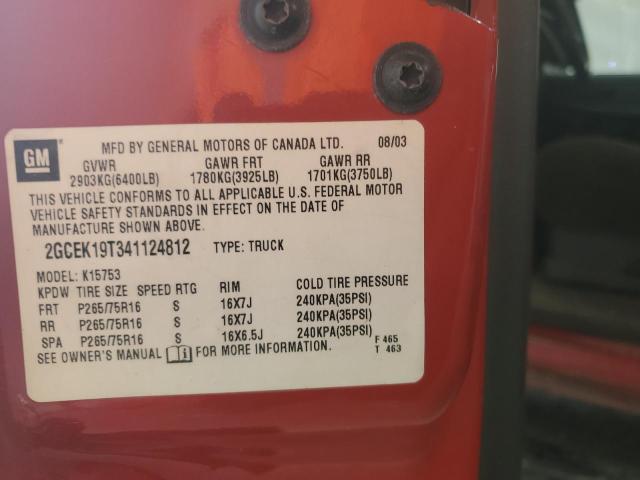 GM
MFD BY GENERAL MOTORS OF CANADA LTD. 08/03
GVWR GAWR FRT GAWR RR
2903KG(6400LB) 1780KG(3925LB) 1701KG(3750LB)
THIS VEHICLE CONFORMS TO ALL APPLICABLE U.S. FEDERAL MOTOR
VEHICLE SAFETY STANDARDS IN EFFECT ON THE DATE OF
MANUFACTURE SHOWN ABOVE.
2GCEK19T341124812 TYPE: TRUCK
MODEL: K15753
KPDW TIRE SIZE SPEED RTG RIM COLD TIRE PRESSURE
FRT P265/75R16 S 16X7J 240KPA(35PSI)
RR P265/75R16 S 16X7J 240KPA(35PSI)
SPA P265/75R16 S 16X6.5J 240KPA(35PSI)
SEE OWNER'S MANUAL FOR MORE INFORMATION.
F 465
T 463